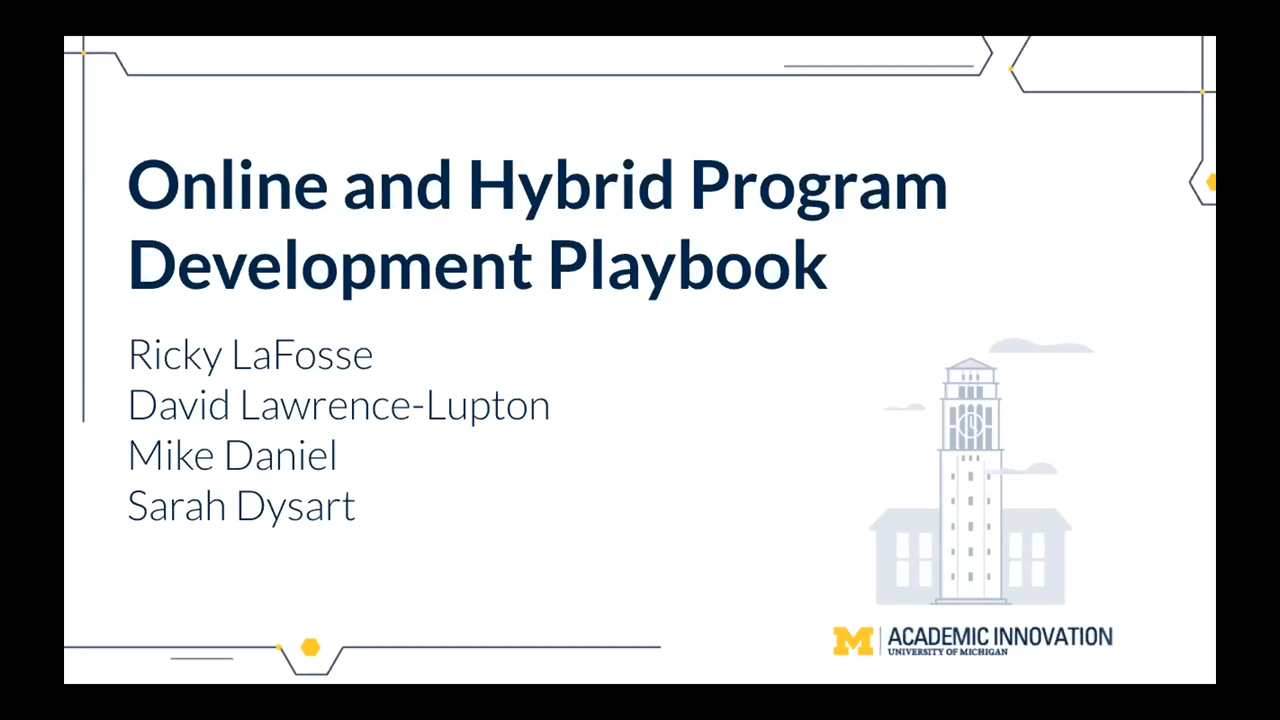 Online and Hybrid Program
Development Playbook
Ricky LaFosse
David Lawrence-Lupton
Mike Daniel
Sarah Dysart
M ACADEMIC INNOVATION
UNIVERSITY OF MICHIGAN